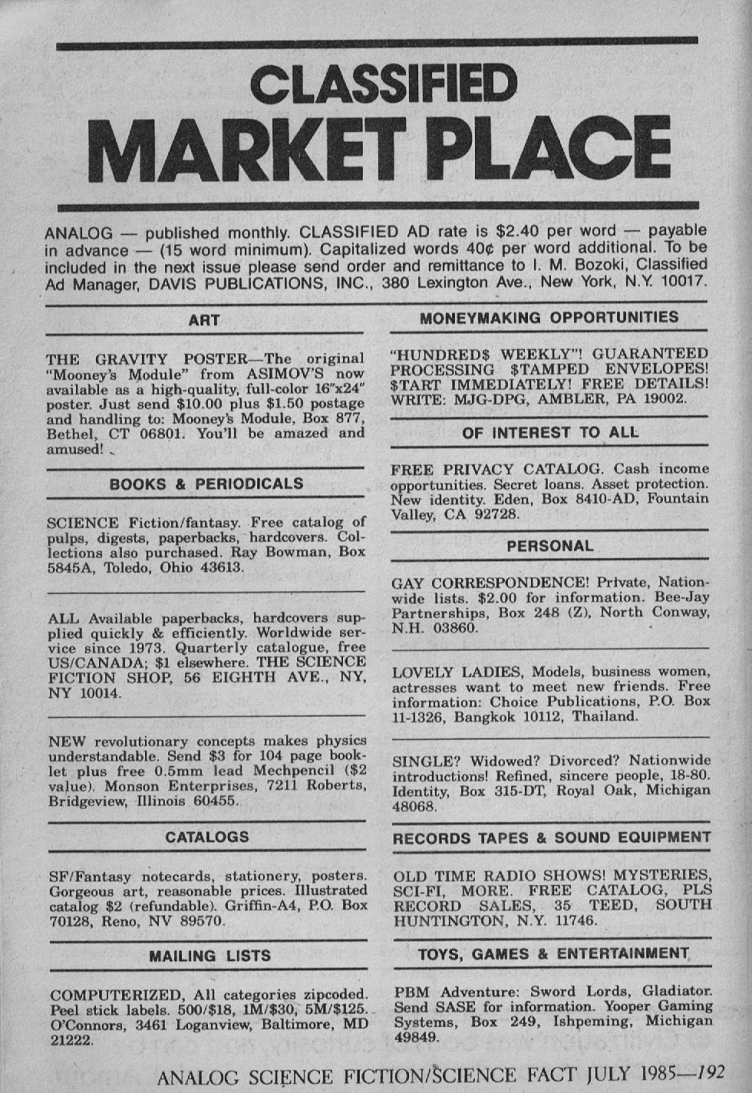 CLASSIFIED
MARKET PLACE
ANALOG — published monthly. CLASSIFIED AD rate is $2.40 per word — payable
in advance — (15 word minimum). Capitalized words 40¢ per word additional. To be
included in the next issue please send order and remittance to I. M. Bozoki, Classified
Ad Manager, DAVIS PUBLICATIONS, INC., 380 Lexington Ave., New York, N.Y. 10017.
ART
THE GRAVITY POSTER—The original
"Mooney's Module" from ASIMOV'S now
available as a high-quality, full-color 16"x24"
poster. Just send $10.00 plus $1.50 postage
and handling to: Mooney's Module, Box 877,
Bethel, CT 06801. You'll be amazed and
amused!
BOOKS & PERIODICALS
SCIENCE Fiction/fantasy. Free catalog of
pulps, digests, paperbacks, hardcovers. Col-
lections also purchased. Ray Bowman, Box
5845A, Toledo, Ohio 43613.
ALL Available paperbacks, hardcovers sup-
plied quickly & efficiently. Worldwide ser-
vice since 1973. Quarterly catalogue, free
US/CANADA; $1 elsewhere. THE SCIENCE
FICTION SHOP, 56 EIGHTH AVE., NY,
NY 10014.
NEW revolutionary concepts makes physics
understandable. Send $3 for 104 page book-
let plus free 0.5mm lead Mechpencil ($2
value). Monson Enterprises, 7211 Roberts,
Bridgeview, Illinois 60455.
CATALOGS
SF/Fantasy notecards, stationery, posters.
Gorgeous art, reasonable prices. Illustrated
catalog $2 (refundable). Griffin-A4, P.O. Box
70128, Reno, NV 89570.
MAILING LISTS
COMPUTERIZED, All categories zipcoded.
Peel stick labels. 500/$18, 1M/$30, 5M/$125.
O'Connors, 3461 Loganview, Baltimore, MD
21222.
MONEYMAKING OPPORTUNITIES
"HUNDRED$ WEEKLY"! GUARANTEED
PROCESSING $TAMPED ENVELOPES!
$TART IMMEDIATELY! FREE DETAILS!
WRITE: MJG-DPG, AMBLER, PA 19002.
OF INTEREST TO ALL
FREE PRIVACY CATALOG. Cash income
opportunities. Secret loans. Asset protection.
New identity. Eden, Box 8410-AD, Fountain
Valley, CA 92728.
PERSONAL
GAY CORRESPONDENCE! Private, Nation-
wide lists. $2.00 for information. Bee-Jay
Partnerships, Box 248 (Z), North Conway,
N.H. 03860.
LOVELY LADIES, Models, business women,
actresses want to meet new friends. Free
information: Choice Publications, P.O. Box
11-1326, Bangkok 10112, Thailand.
SINGLE? Widowed? Divorced? Nationwide
introductions! Refined, sincere people, 18-80.
Identity, Box 315-DT, Royal Oak, Michigan
48068.
RECORDS TAPES & SOUND EQUIPMENT
OLD TIME RADIO SHOWS! MYSTERIES,
SCI-FI, MORE. FREE CATALOG, PLS
RECORD SALES, 35 TEED, SOUTH
HUNTINGTON, N.Y. 11746.
TOYS, GAMES & ENTERTAINMENT
PBM Adventure: Sword Lords, Gladiator.
Send SASE for information. Yooper Gaming
Systems, Box 249, Ishpeming, Michigan
49849.
ANALOG SCIENCE FICTION/SCIENCE FACT JULY 1985—192